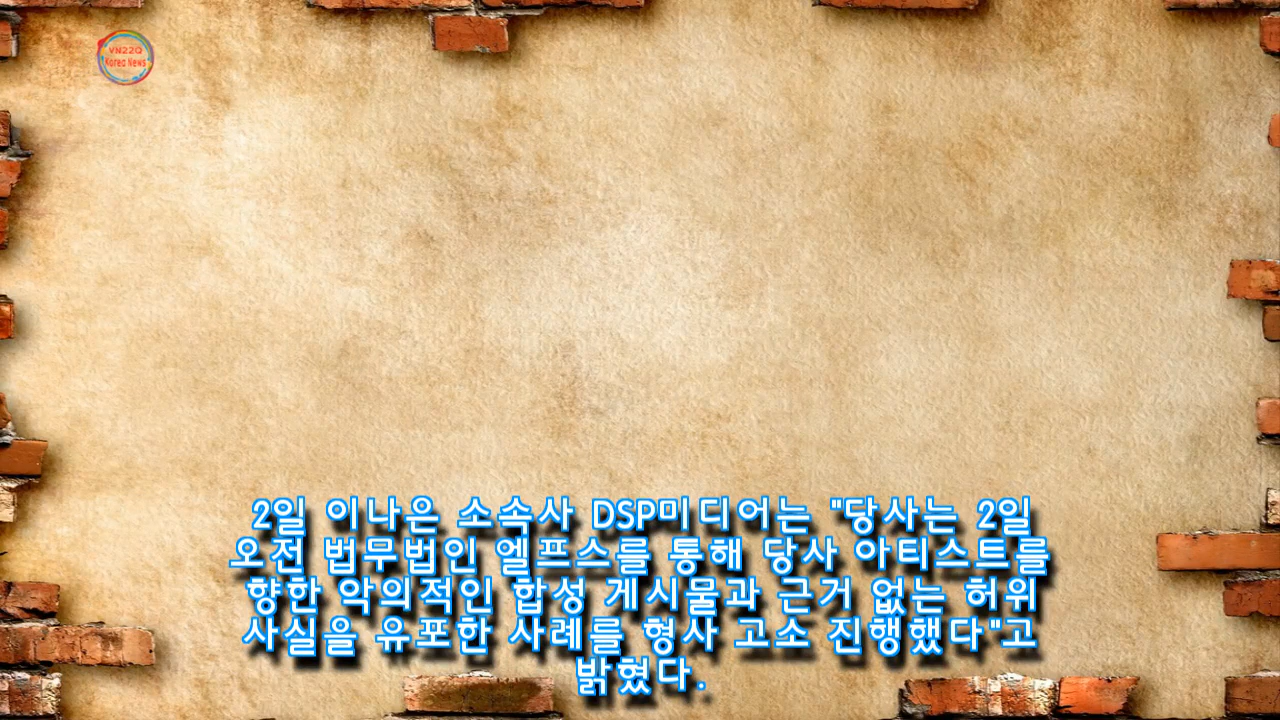 VN22Q
Korea News
2일 이나은 소속사 DSP미디어는 "당사는 2일
오전 법무법인 엘프스를 통해 당사 아티스트를
향한 악의적인 합성 게시물과 근거 없는 허위
사실을 유포한 사례를 형사 고소 진행했다"고
밝혔다.